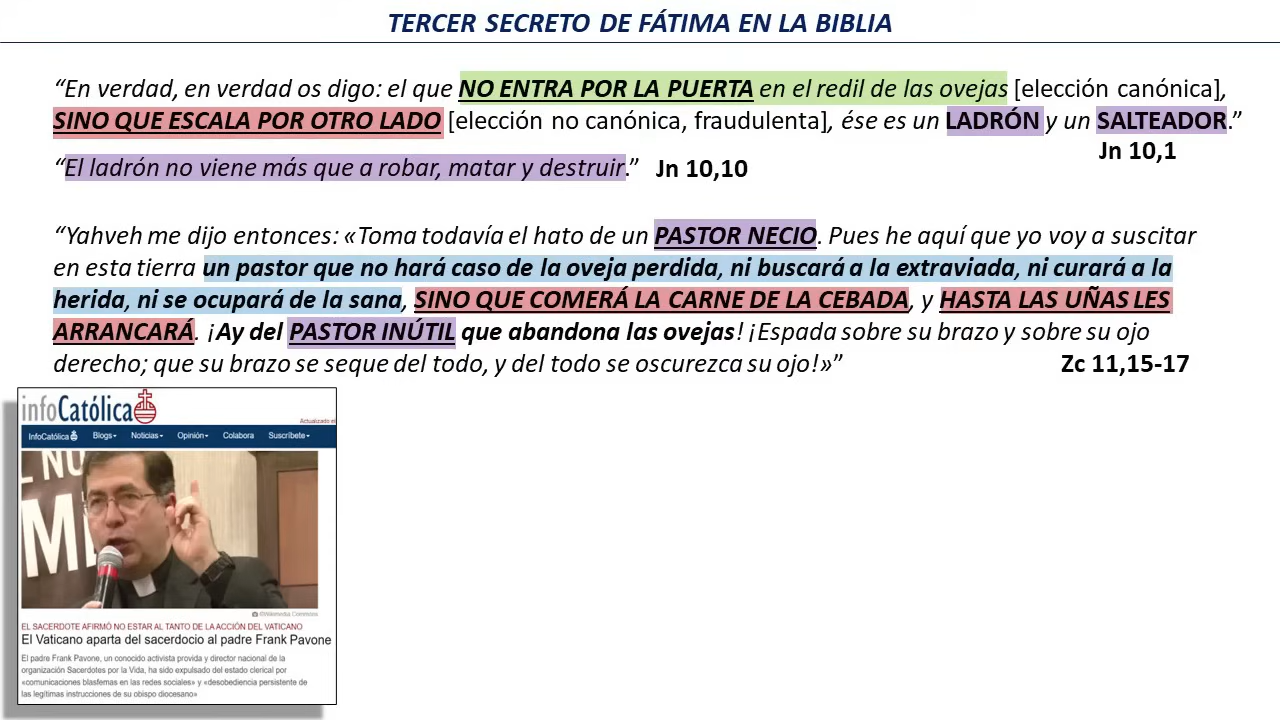 TERCER SECRETO DE FÁTIMA EN LA BIBLIA
“En verdad, en verdad os digo: el que NO ENTRA POR LA PUERTA en el redil de las ovejas [elección canónica],
SINO QUE ESCALA POR OTRO LADO [elección no canónica, fraudulenta], ése es un LADRÓN y un SALTEADOR.”
Jn 10,1
“El ladrón no viene más que a robar, matar y destruir.” Jn 10,10
“Yahveh me dijo entonces: «Toma todavía el hato de un PASTOR NECIO. Pues he aquí que yo voy a suscitar
en esta tierra un pastor que no hará caso de la oveja perdida, ni buscará a la extraviada, ni curará a la
herida, ni se ocupará de la sana, SINO QUE COMERÁ LA CARNE DE LA CEBADA, y HASTA LAS UÑAS LES
ARRANCARÁ. ¡Ay del PASTOR INÚTIL que abandona las ovejas! ¡Espada sobre su brazo y sobre su ojo
derecho; que su brazo se seque del todo, y del todo se oscurezca su ojo!»” Zc 11,15-17
infoCatólica
Actualizado el
InfoCatólica Blogs Noticias Opinión Colabora Suscríbete
©Wikimedia Commons
EL SACERDOTE AFIRMÓ NO ESTAR AL TANTO DE LA ACCIÓN DEL VATICANO
El Vaticano aparta del sacerdocio al padre Frank Pavone
El padre Frank Pavone, un conocido activista provida y director nacional de la
organización Sacerdotes por la Vida, ha sido expulsado del estado clerical por
«comunicaciones blasfemas en las redes sociales» y «desobediencia persistente de
las legítimas instrucciones de su obispo diocesano»